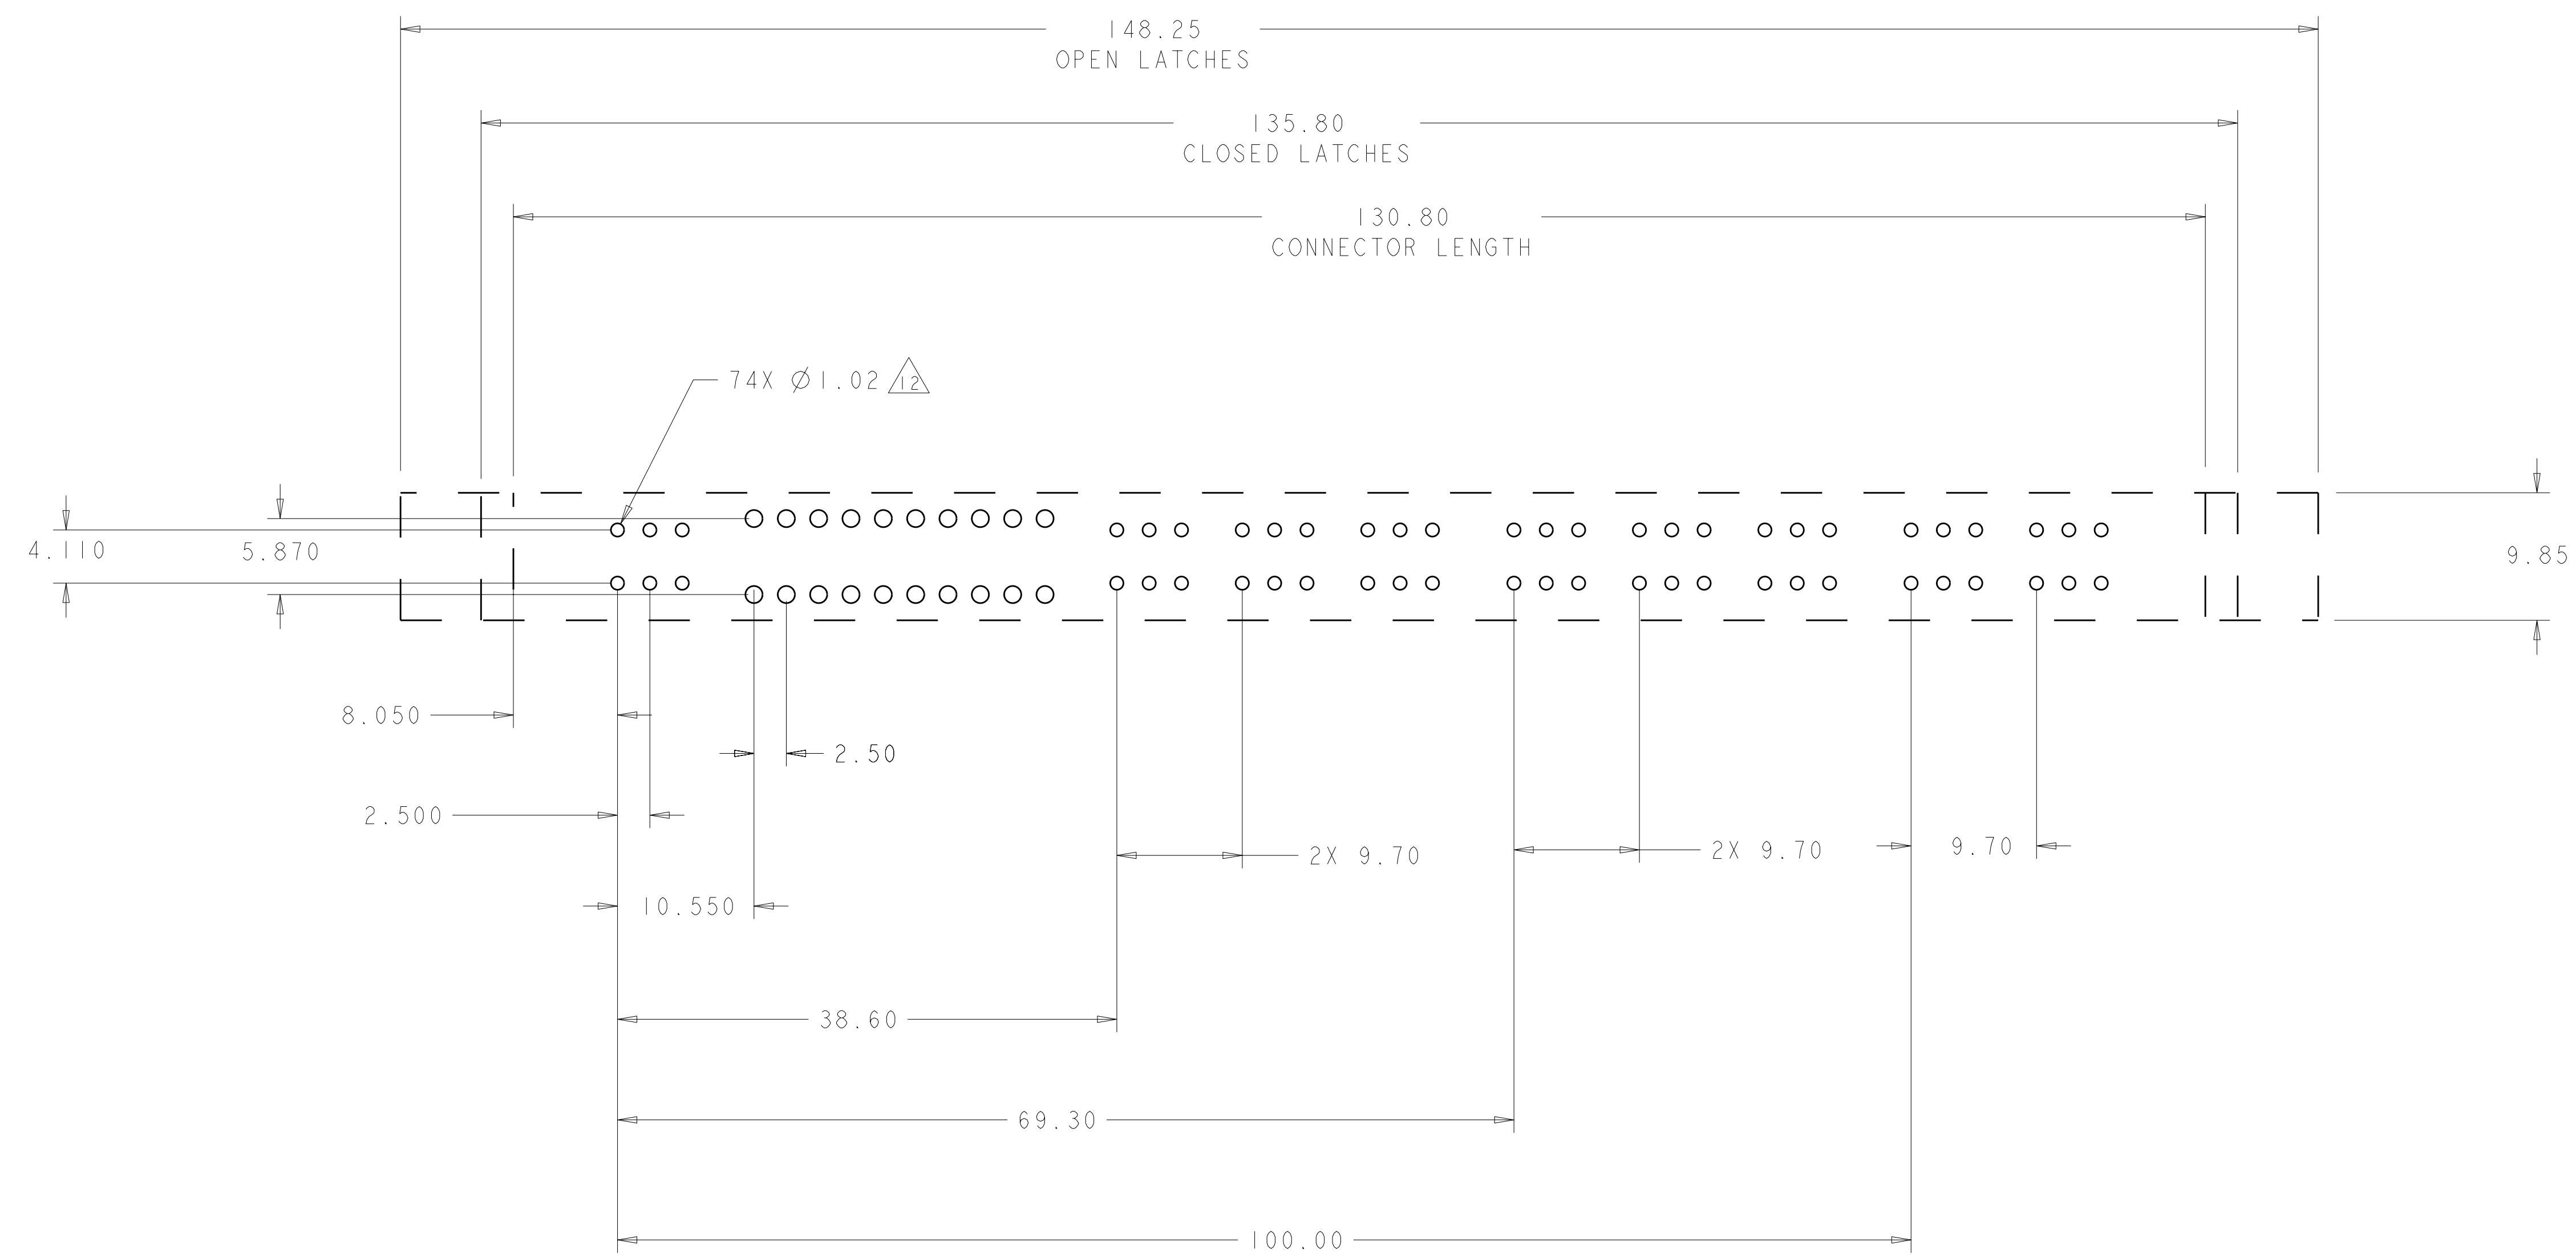 148.25
OPEN LATCHES
135.80
CLOSED LATCHES
130.80
CONNECTOR LENGTH
74X Ø1.02 12
4.110
5.870
9.85
8.050
2.50
2.500
2X 9.70
2X 9.70
9.70
10.550
38.60
69.30
100.00